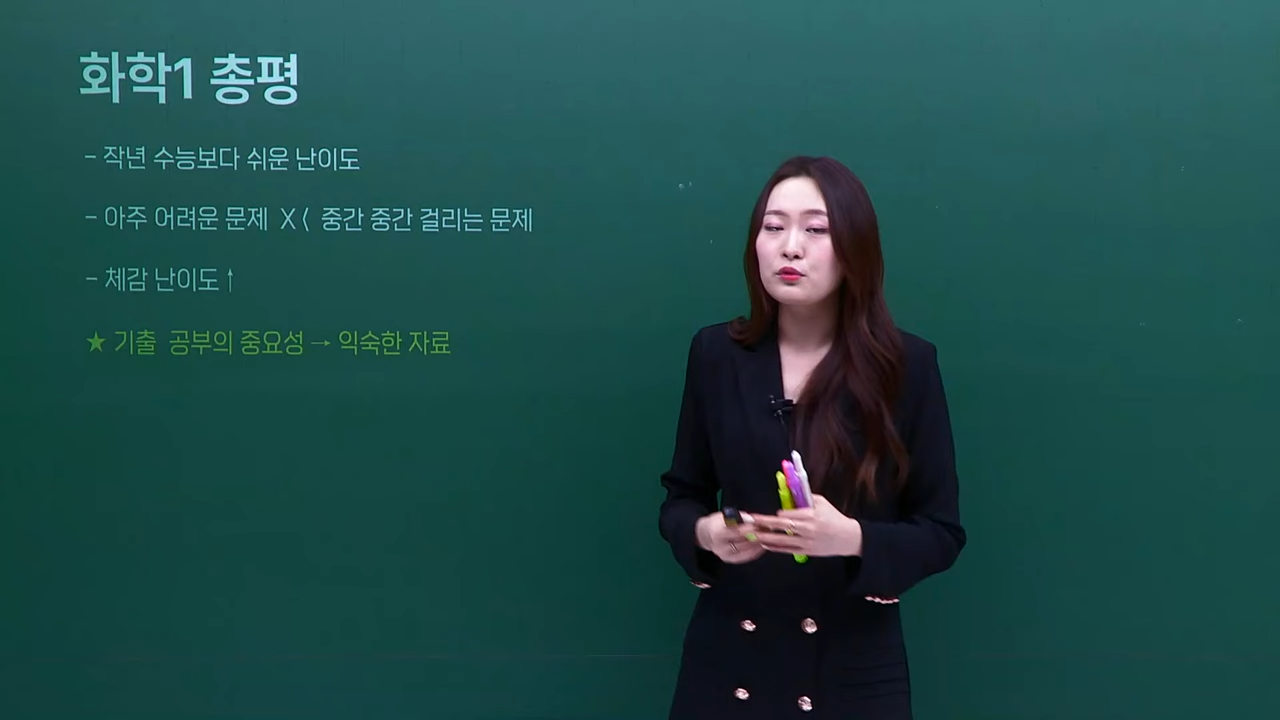 화학1 총평
- 작년 수능보다 쉬운 난이도
- 아주 어려운 문제 X < 중간 중간 걸리는 문제
- 체감 난이도↑
★ 기출 공부의 중요성 → 익숙한 자료